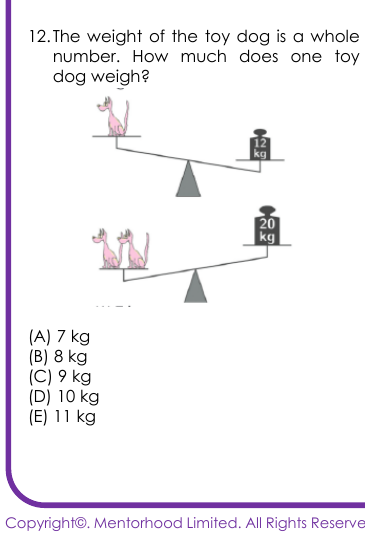 12. The weight of the toy dog is a whole
number. How much does one toy
dog weigh?
12
kg
20
kg
(A) 7 kg
(B) 8 kg
(C) 9 kg
(D) 10 kg
(E) 11 kg
Copyright©. Mentorhood Limited. All Rights Reserve